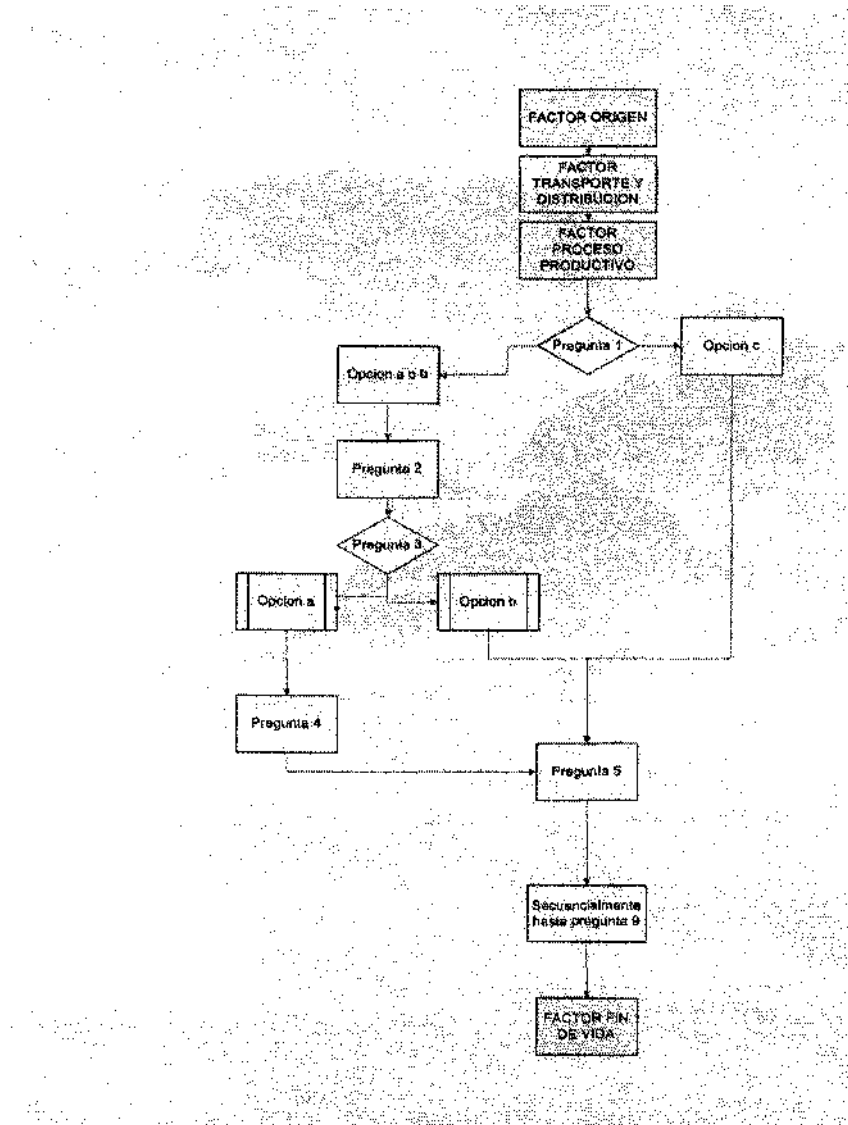 FACTOR ORIGEN
FACTOR
TRANSPORTE Y
DISTRIBUCION
FACTOR
PROCESO
PRODUCTIVO
Pregunta 1
Opcion c
Opcion a o b
Pregunta 2
Pregunta 3
Opcion a
Opcion b
Pregunta 4
Pregunta 5
Secuencialmente
hasta pregunta 9
FACTOR FIN
DE VIDA